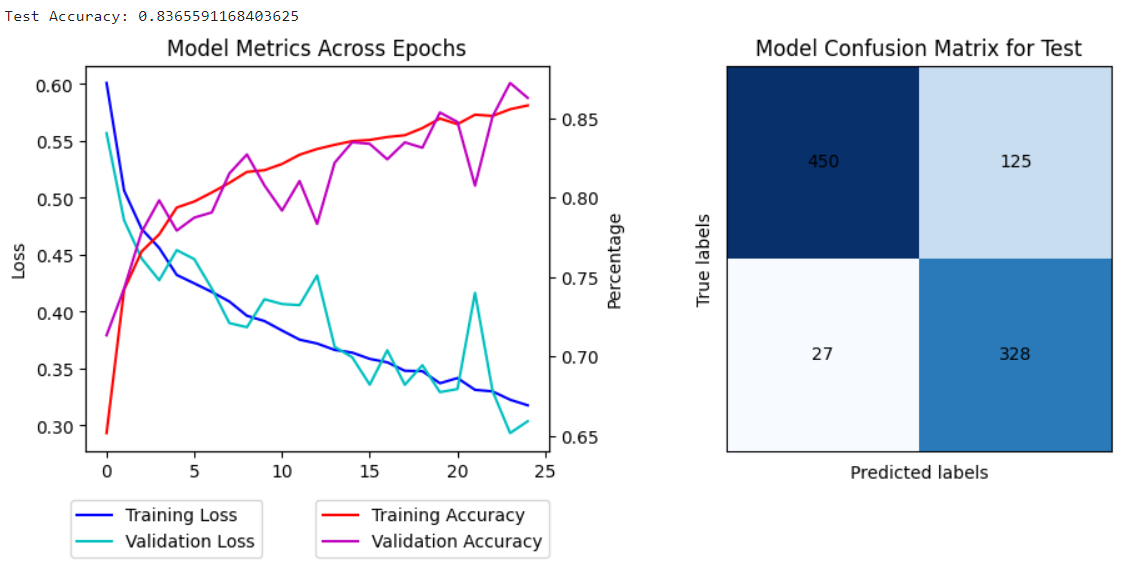 Test Accuracy: 0.8365591168403625
Model Metrics Across Epochs
0.60
0.55
0.50
0.45
0.40
0.35
0.30
Loss
0.85
0.80
0.75
0.70
0.65
Percentage
0 5 10 15 20 25
Training Loss
Validation Loss
Training Accuracy
Validation Accuracy
Model Confusion Matrix for Test
True labels
450 125
27 328
Predicted labels